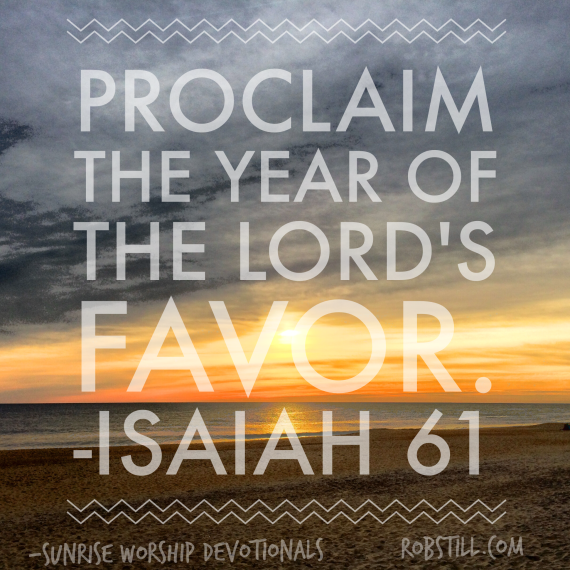 PROCLAIM
THE YEAR OF
THE LORD'S
FAVOR.
-ISAIAH 61
-SUNRISE WORSHIP DEVOTIONALS ROBSTILL.COM